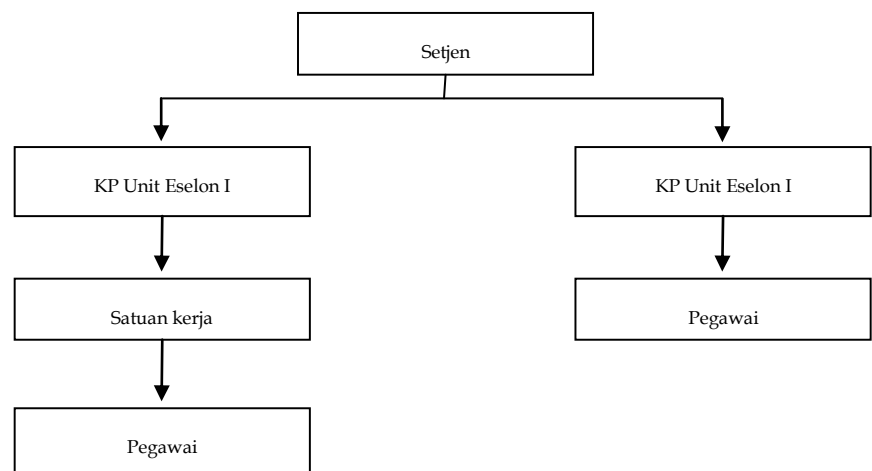 Setjen
KP Unit Eselon I
KP Unit Eselon I
Satuan kerja
Pegawai
Pegawai